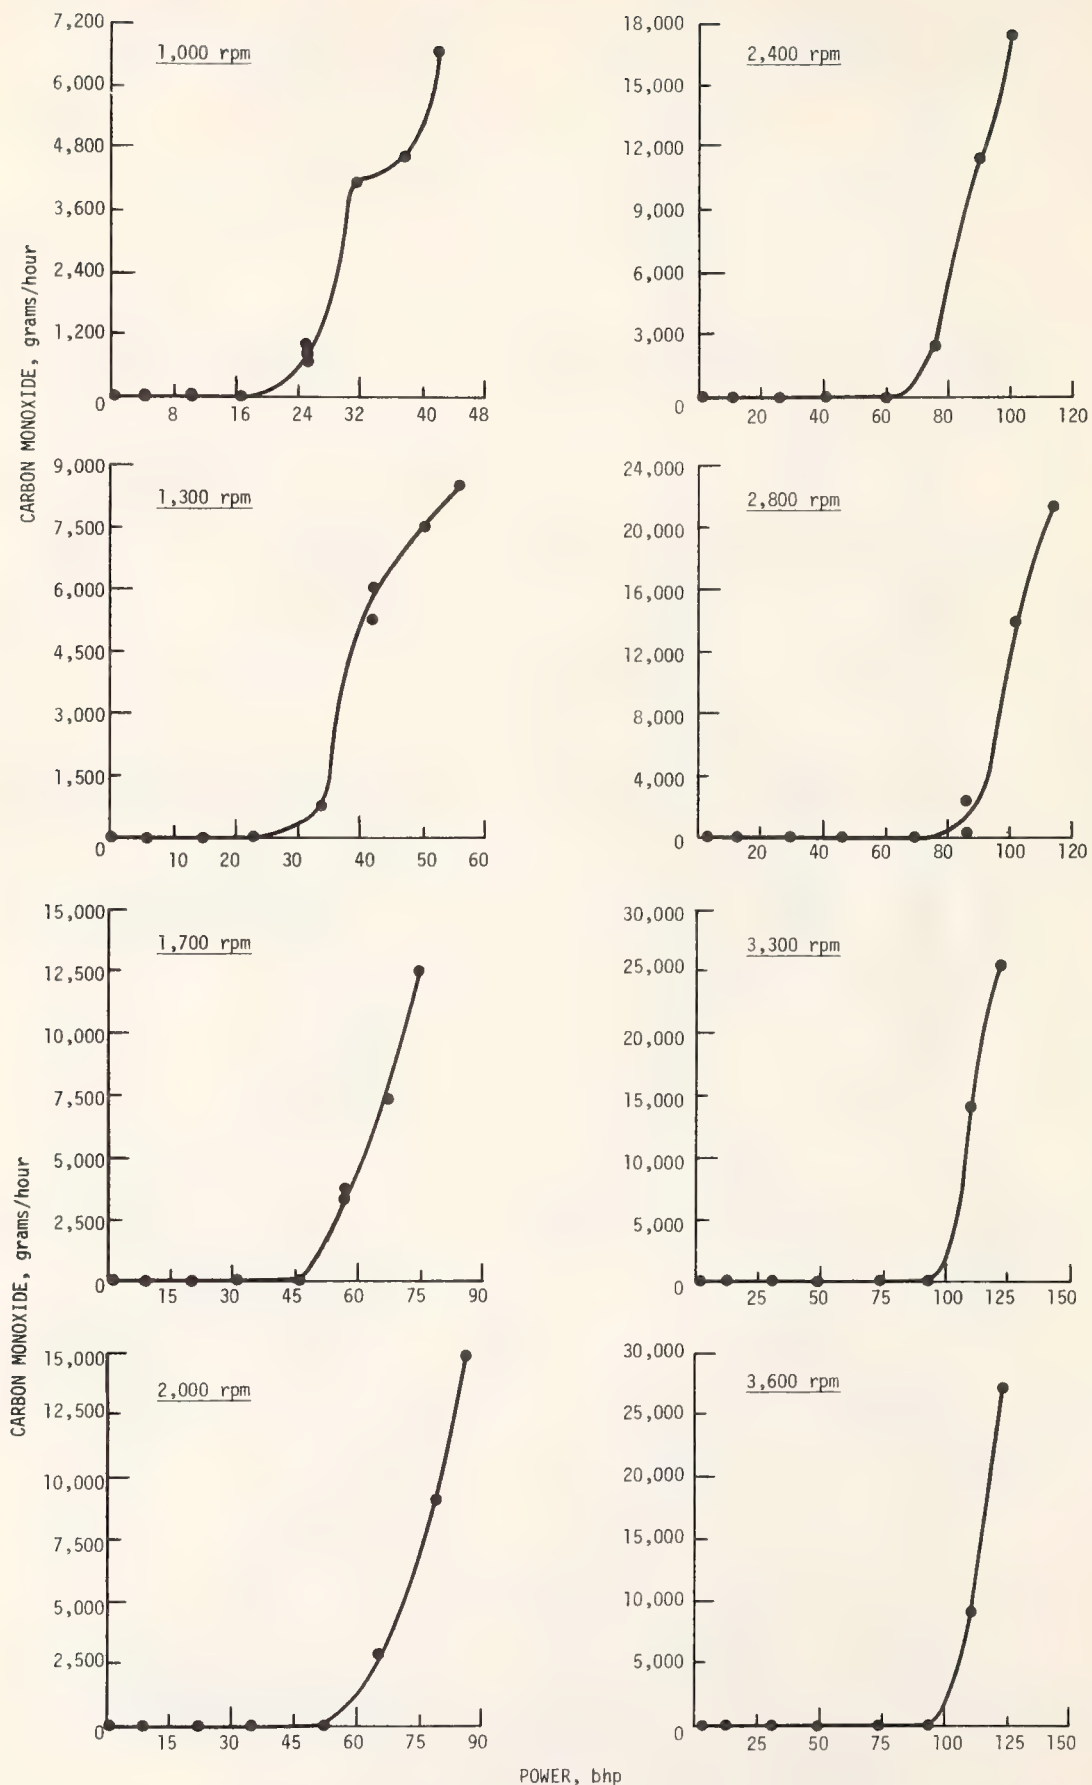 CARBON MONOXIDE, grams/hour
7,200
1,000 rpm
6,000
4,800
3,600
2,400
1,200
0
8 16 24 32 40 48
18,000
2,400 rpm
15,000
12,000
9,000
6,000
3,000
0
20 40 60 80 100 120
9,000
1,300 rpm
7,500
6,000
4,500
3,000
1,500
0
10 20 30 40 50 60
24,000
2,800 rpm
20,000
16,000
12,000
8,000
4,000
0
20 40 60 80 100 120
CARBON MONOXIDE, grams/hour
15,000
1,700 rpm
12,500
10,000
7,500
5,000
2,500
0
15 30 45 60 75 90
30,000
3,300 rpm
25,000
20,000
15,000
10,000
5,000
0
25 50 75 100 125 150
15,000
2,000 rpm
12,500
10,000
7,500
5,000
2,500
0
15 30 45 60 75 90
30,000
3,600 rpm
25,000
20,000
15,000
10,000
5,000
0
25 50 75 100 125 150
POWER, bhp